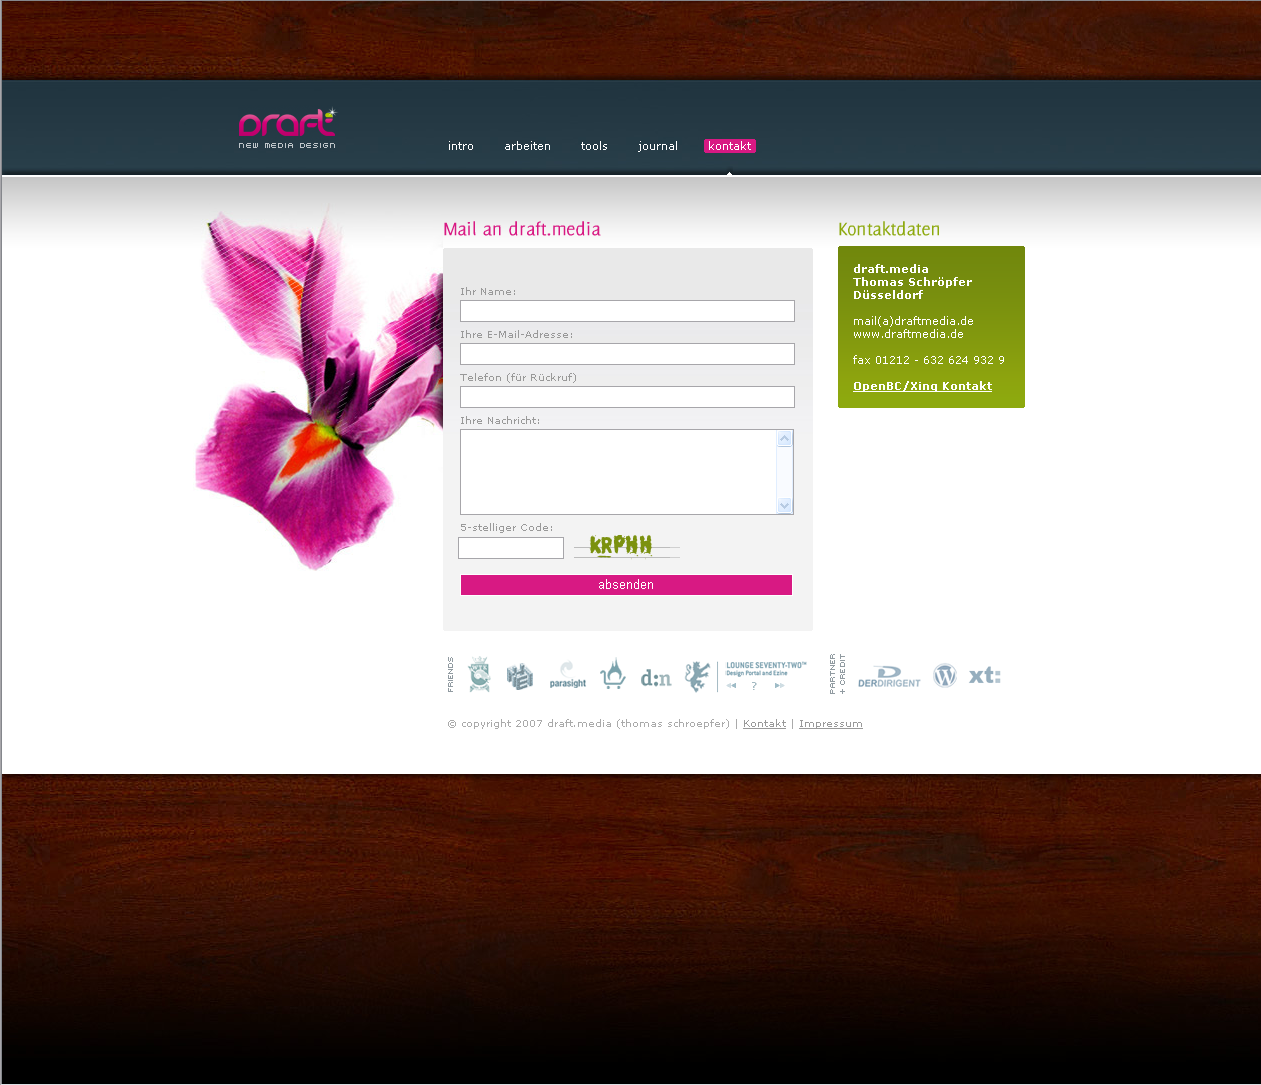 Draft
NEW MEDIA DESIGN
intro
arbeiten
tools
journal
kontakt
Mail an draft.media
Ihr Name:
Ihre E-Mail-Adresse:
Telefon (für Rückruf)
Ihre Nachricht:
5-stelliger Code:
KRPHH
absenden
Kontaktdaten
draft.media
Thomas Schröpfer
Düsseldorf
mail(a)draftmedia.de
www.draftmedia.de
fax 01212 - 632 624 932 9
OpenBC/Xing Kontakt
FRIENDS
parasight
d:n
LOUNGE SEVENTY-TWO™
Design Portal and Ezine
?
PARTNER
+ CREDIT
DERDIRIGENT
W
xt:
© copyright 2007 draft.media (thomas schroepfer) | Kontakt | Impressum